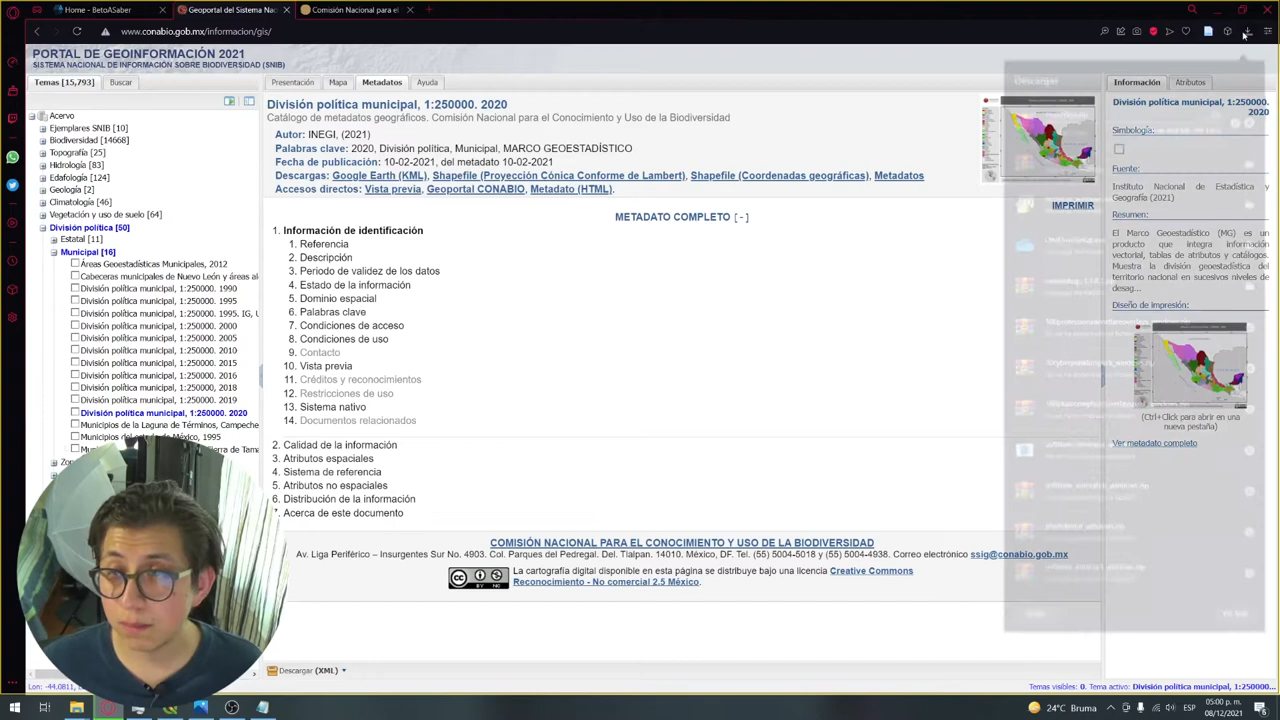 Home - BetoASaber
Geoportal del Sistema Na
Comisión Nacional para el
www.conabio.gob.mx/informacion/gis/
PORTAL DE GEOINFORMACIÓN 2021
SISTEMA NACIONAL DE INFORMACIÓN SOBRE BIODIVERSIDAD (SNIB)
Temas [15,793]
Buscar
Acervo
Ejemplares SNIB [10]
Biodiversidad [14668]
Topografía [25]
Hidrología [83]
Edafología [124]
Geología [2]
Climatología [46]
Vegetación y uso de suelo [64]
División política [50]
Estatal [11]
Municipal [16]
Áreas Geoestadísticas Municipales, 2012
Cabeceras municipales de Nuevo León y áreas al
División política municipal, 1:250000. 1990
División política municipal, 1:250000. 1995
División política municipal, 1:250000. 1995. IG, U
División política municipal, 1:250000. 2000
División política municipal, 1:250000. 2005
División política municipal, 1:250000. 2010
División política municipal, 1:250000. 2015
División política municipal, 1:250000. 2016
División política municipal, 1:250000. 2018
División política municipal, 1:250000. 2019
División política municipal, 1:250000. 2020
Municipios de la Laguna de Términos, Campeche
Municipios del estado de México, 1995
Presentación
Mapa
Metadatos
Ayuda
División política municipal, 1:250000. 2020
Catálogo de metadatos geográficos. Comisión Nacional para el Conocimiento y Uso de la Biodiversidad
Autor: INEGI, (2021)
Palabras clave: 2020, División política, Municipal, MARCO GEOESTADÍSTICO
Fecha de publicación: 10-02-2021, del metadato 10-02-2021
Descargas: Google Earth (KML), Shapefile (Proyección Cónica Conforme de Lambert), Shapefile (Coordenadas geográficas), Metadatos
Accesos directos: Vista previa, Geoportal CONABIO, Metadato (HTML).
IMPRIMIR
METADATO COMPLETO [ - ]
1. Información de identificación
1. Referencia
2. Descripción
3. Periodo de validez de los datos
4. Estado de la información
5. Dominio espacial
6. Palabras clave
7. Condiciones de acceso
8. Condiciones de uso
9. Contacto
10. Vista previa
11. Créditos y reconocimientos
12. Restricciones de uso
13. Sistema nativo
14. Documentos relacionados
2. Calidad de la información
3. Atributos espaciales
4. Sistema de referencia
5. Atributos no espaciales
6. Distribución de la información
7. Acerca de este documento
COMISIÓN NACIONAL PARA EL CONOCIMIENTO Y USO DE LA BIODIVERSIDAD
Av. Liga Periférico – Insurgentes Sur No. 4903. Col. Parques del Pedregal. Del. Tlalpan. 14010. México, DF. Tel. (55) 5004-5018 y (55) 5004-4938. Correo electrónico ssig@conabio.gob.mx
La cartografía digital disponible en esta página se distribuye bajo una licencia Creative Commons
Reconocimiento - No comercial 2.5 México.
Descargar (XML)
Información
Atributos
División política municipal, 1:250000.
2020
Simbología:
Fuente:
Instituto Nacional de Estadística y
Geografía (2021)
Resumen:
El Marco Geoestadístico (MG) es un
producto que integra información
vectorial, tablas de atributos y catálogos.
Muestra la división geoestadística del
territorio nacional en sucesivos niveles de
desag...
Diseño de impresión:
(Ctrl+Click para abrir en una
nueva pestaña)
Ver metadato completo
Temas visibles: 0. Tema activo: División política municipal, 1:250000...
24°C Bruma
ESP
05:00 p. m.
08/12/2021